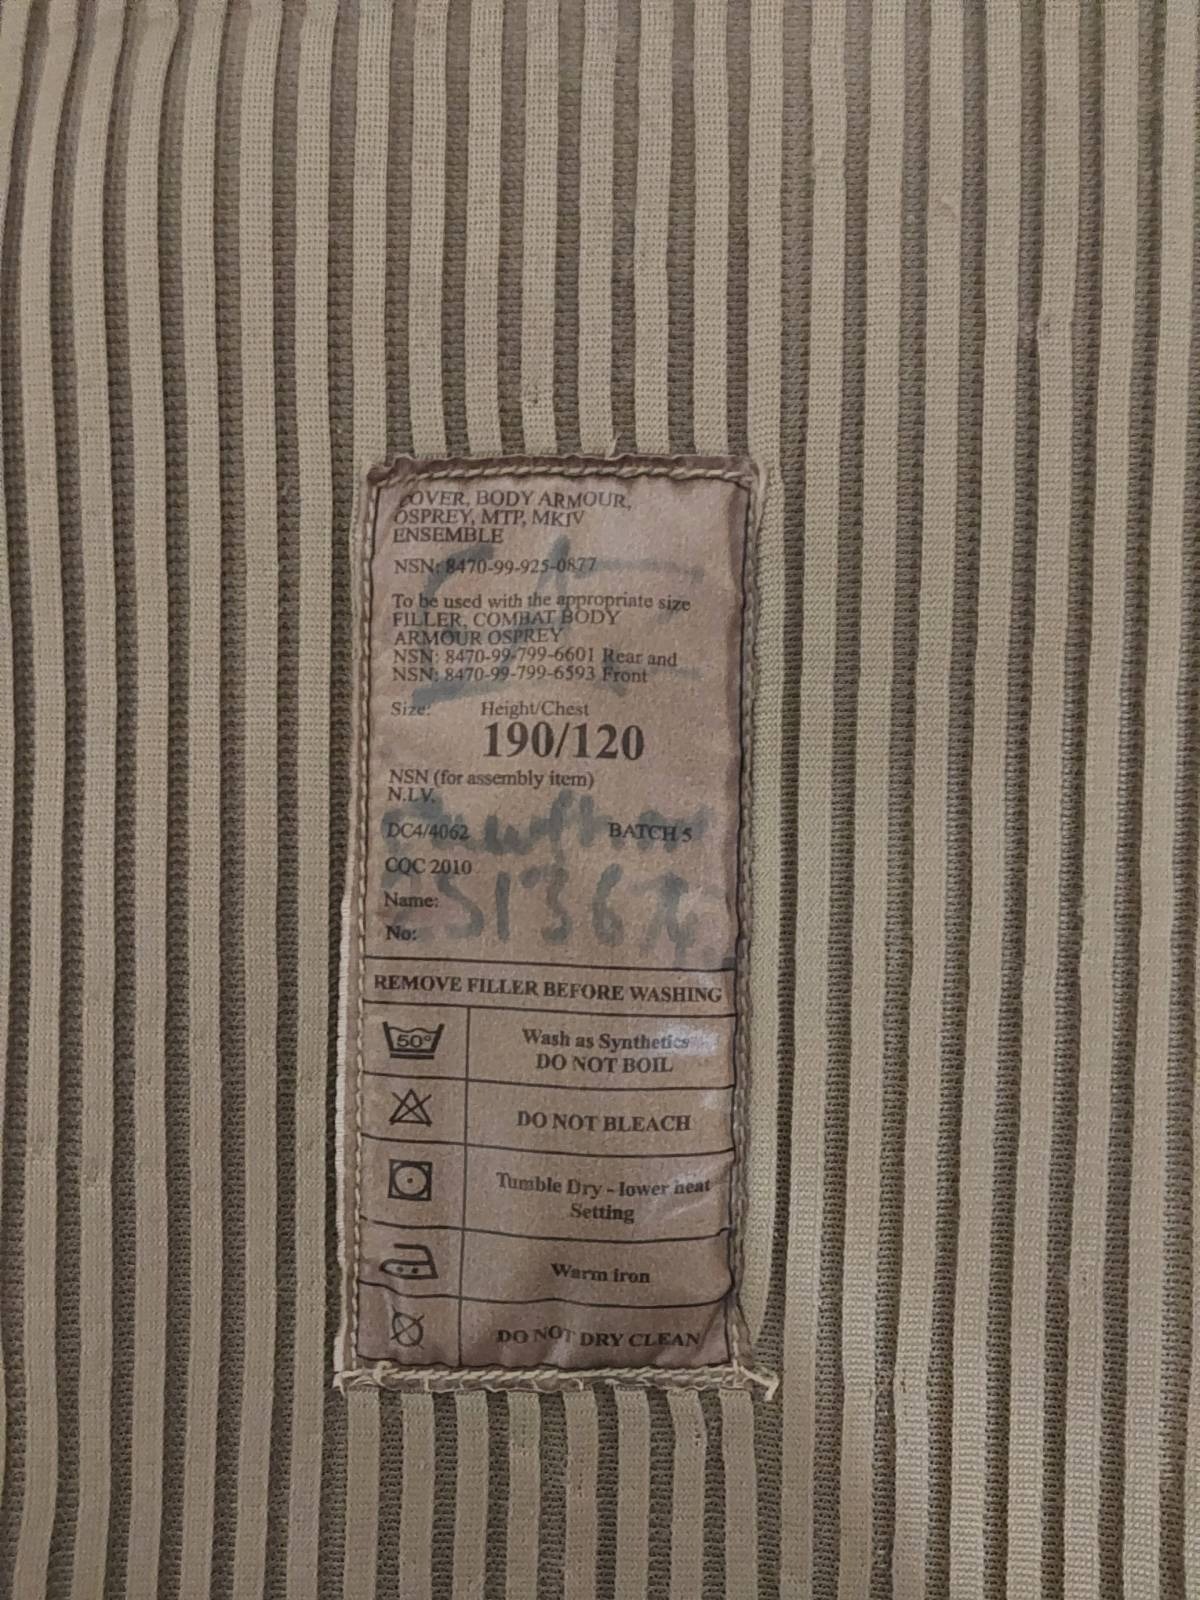 COVER, BODY ARMOUR,
OSPREY, MTP, MKIV
ENSEMBLE
NSN: 8470-99-925-0877
To be used with the appropriate size
FILLER, COMBAT BODY
ARMOUR OSPREY
NSN: 8470-99-799-6601 Rear and
NSN: 8470-99-799-6593 Front
Size: Height/Chest
190/120
NSN (for assembly item)
N.I.V.
DC4/4062 BATCH 5
CQC 2010
Name:
No:
REMOVE FILLER BEFORE WASHING
50° Wash as Synthetics
DO NOT BOIL
DO NOT BLEACH
Tumble Dry - lower heat
Setting
Warm iron
DO NOT DRY CLEAN